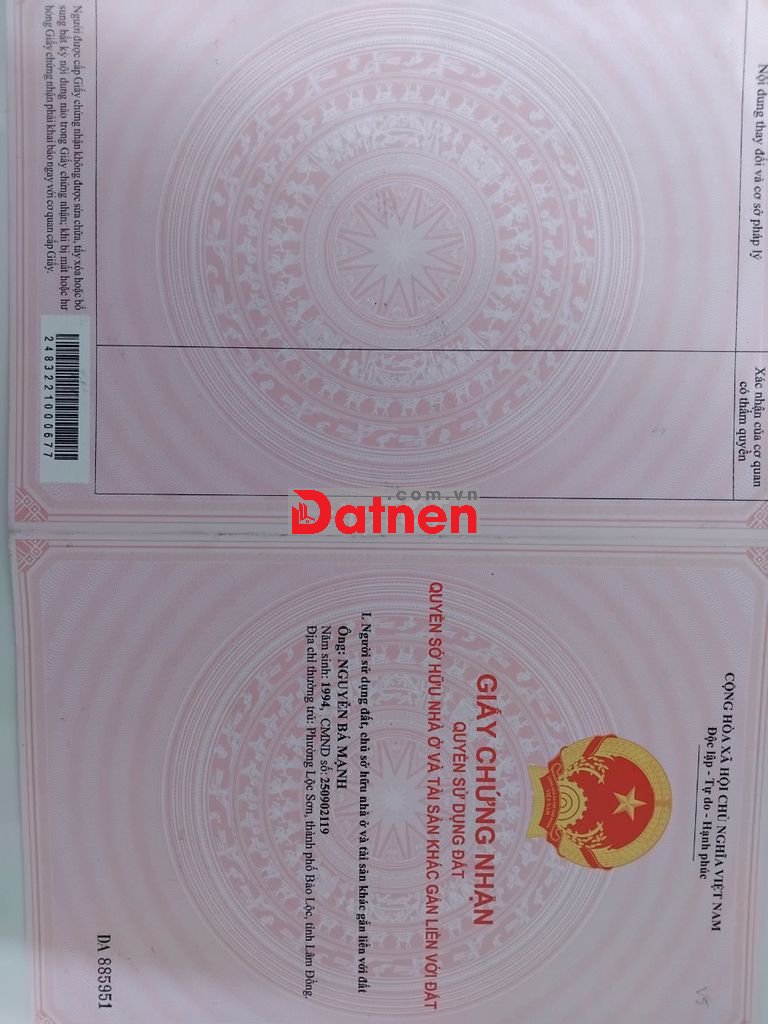 Nội dung thay đổi và cơ sở pháp lý
Xác nhận của cơ quan
có thẩm quyền
Người được cấp Giấy chứng nhận không được sửa chữa, tẩy xóa hoặc bổ
sung bất kỳ nội dung nào trong Giấy chứng nhận; khi bị mất hoặc hư
hỏng Giấy chứng nhận phải khai báo ngay với cơ quan cấp Giấy.
2483221000677
.com.vn
Datnen
CỘNG HÒA XÃ HỘI CHỦ NGHĨA VIỆT NAM
Độc lập - Tự do - Hạnh phúc
VIỆT NAM
GIẤY CHỨNG NHẬN
QUYỀN SỬ DỤNG ĐẤT
QUYỀN SỞ HỮU NHÀ Ở VÀ TÀI SẢN KHÁC GẮN LIỀN VỚI ĐẤT
I. Người sử dụng đất, chủ sở hữu nhà ở và tài sản khác gắn liền với đất
Ông: NGUYỄN BÁ MẠNH
Năm sinh: 1994, CMND số: 250902119
Địa chỉ thường trú: Phường Lộc Sơn, thành phố Bảo Lộc, tỉnh Lâm Đồng.
DA 885951
V5